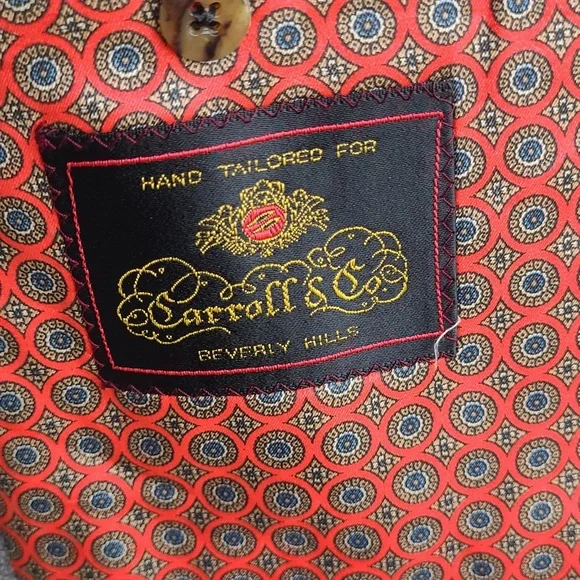 HAND TAILORED FOR
Carroll & Co.
BEVERLY HILLS